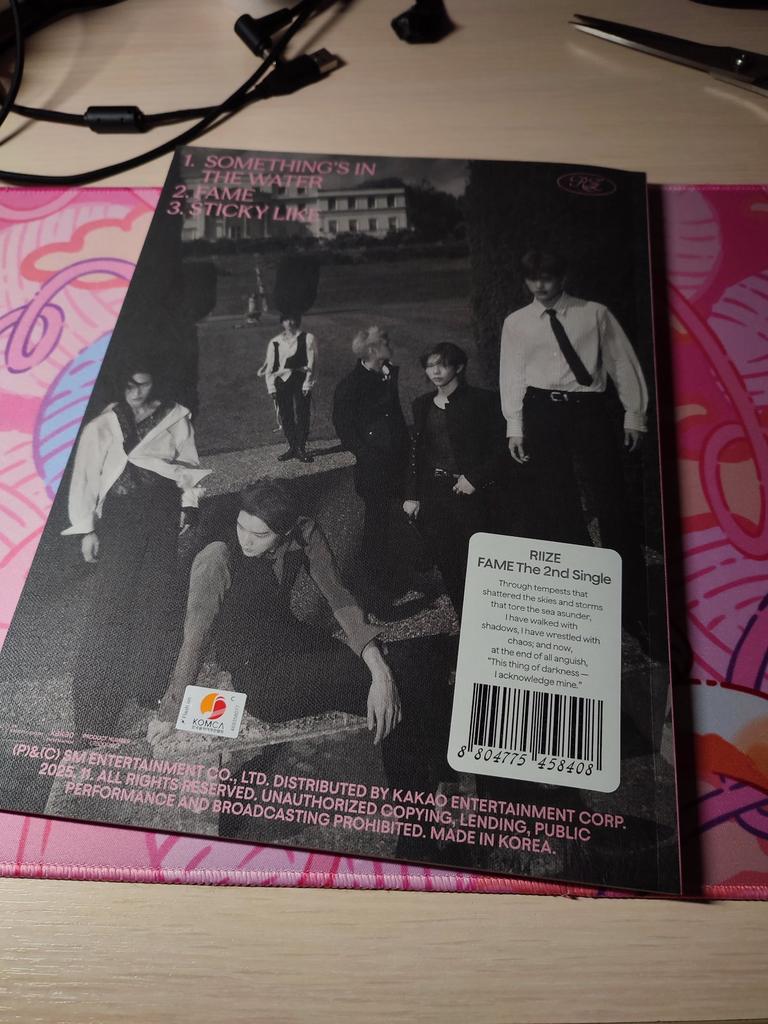 1. SOMETHING'S IN
THE WATER
2. FAME
3. STICKY LIKE
RZ
RIIZE
FAME The 2nd Single
Through tempests that
shattered the skies and storms
that tore the sea asunder,
I have walked with
shadows, I have wrestled with
chaos; and now,
at the end of all anguish,
"This thing of darkness—
I acknowledge mine."
8 804775 458408
KOMCA
kakao
(P)&(C) SM ENTERTAINMENT CO., LTD. DISTRIBUTED BY KAKAO ENTERTAINMENT CORP.
2025. 11. ALL RIGHTS RESERVED. UNAUTHORIZED COPYING, LENDING, PUBLIC
PERFORMANCE AND BROADCASTING PROHIBITED. MADE IN KOREA.